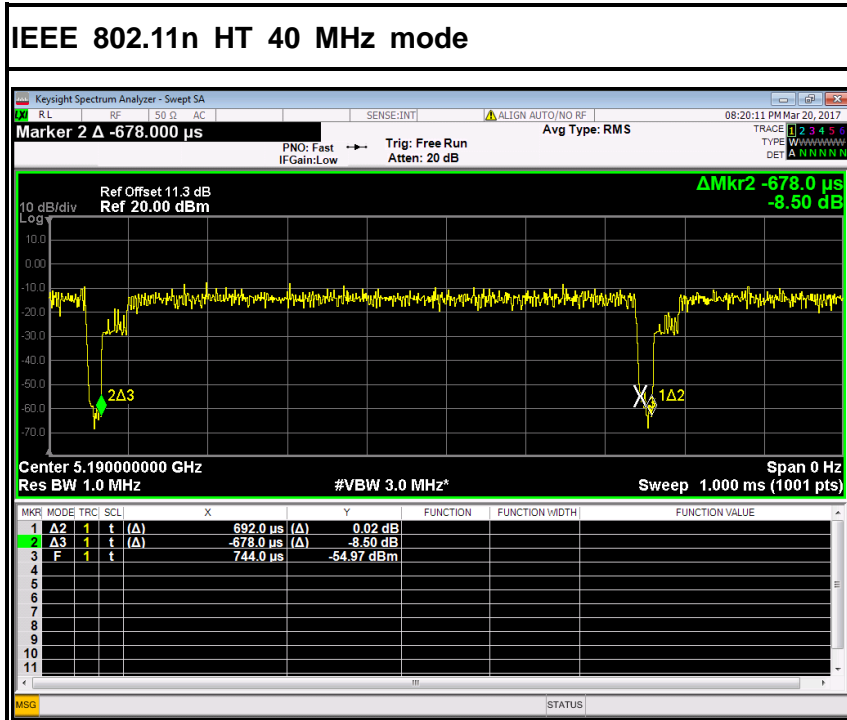 IEEE 802.11n HT 40 MHz mode
Keysight Spectrum Analyzer - Swept SA
LXI RL RF 50 Ω AC SENSE:INT ALIGN AUTO/NO RF 08:20:11 PM Mar 20, 2017
Marker 2 Δ -678.000 µs
PNO: Fast
IFGain:Low
Trig: Free Run
Atten: 20 dB
Avg Type: RMS
TRACE 1 2 3 4 5 6
TYPE WWWWWW
DET A N N N N N
Ref Offset 11.3 dB
10 dB/div Ref 20.00 dBm
Log
ΔMkr2 -678.0 µs
-8.50 dB
10.0
0.00
-10.0
-20.0
-30.0
-40.0
-50.0
-60.0
-70.0
2Δ3
X
1Δ2
Center 5.190000000 GHz Span 0 Hz
Res BW 1.0 MHz #VBW 3.0 MHz* Sweep 1.000 ms (1001 pts)
MKR MODE TRC SCL X Y FUNCTION FUNCTION WIDTH FUNCTION VALUE
1 Δ2 1 t (Δ) 692.0 µs (Δ) 0.02 dB
2 Δ3 1 t (Δ) -678.0 µs (Δ) -8.50 dB
3 F 1 t 744.0 µs -54.97 dBm
4
5
6
7
8
9
10
11
MSG STATUS